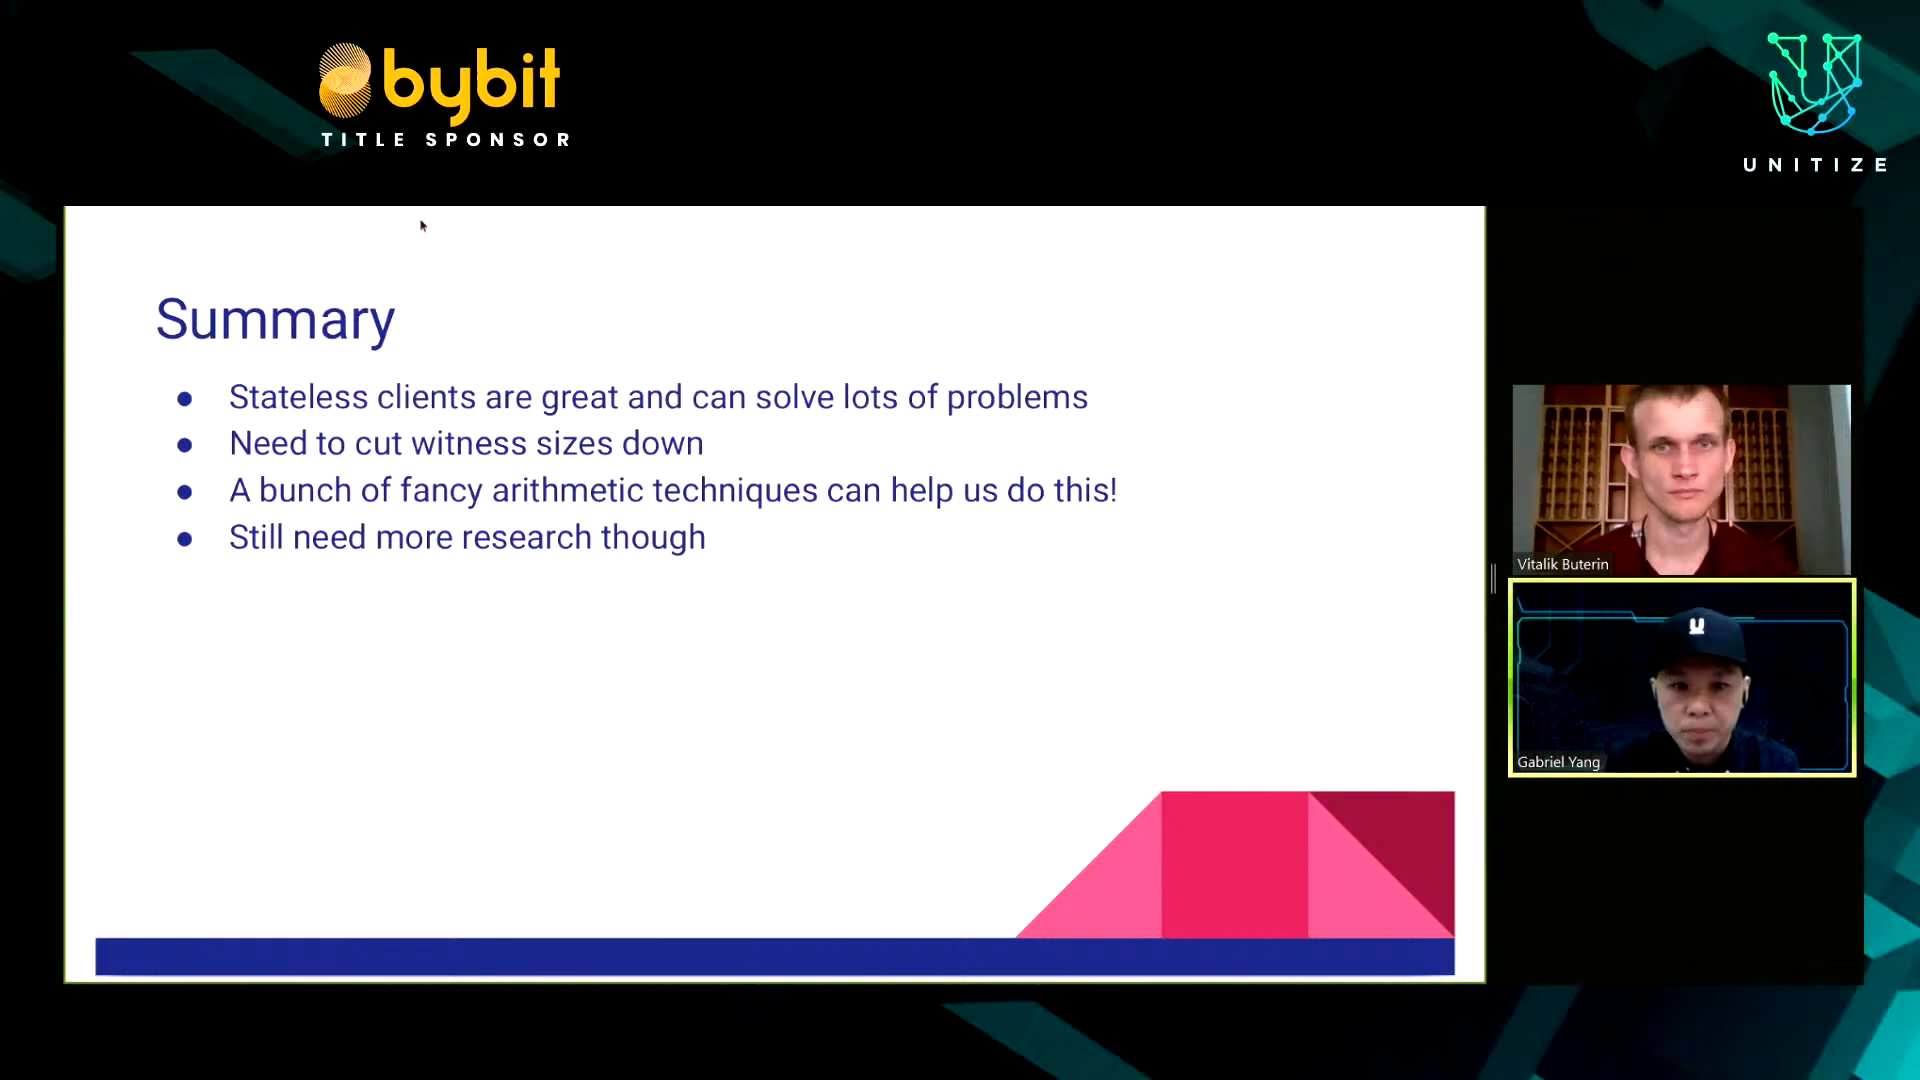 bybit
TITLE SPONSOR
UNITIZE
Summary
● Stateless clients are great and can solve lots of problems
● Need to cut witness sizes down
● A bunch of fancy arithmetic techniques can help us do this!
● Still need more research though
Vitalik Buterin
U
Gabriel Yang